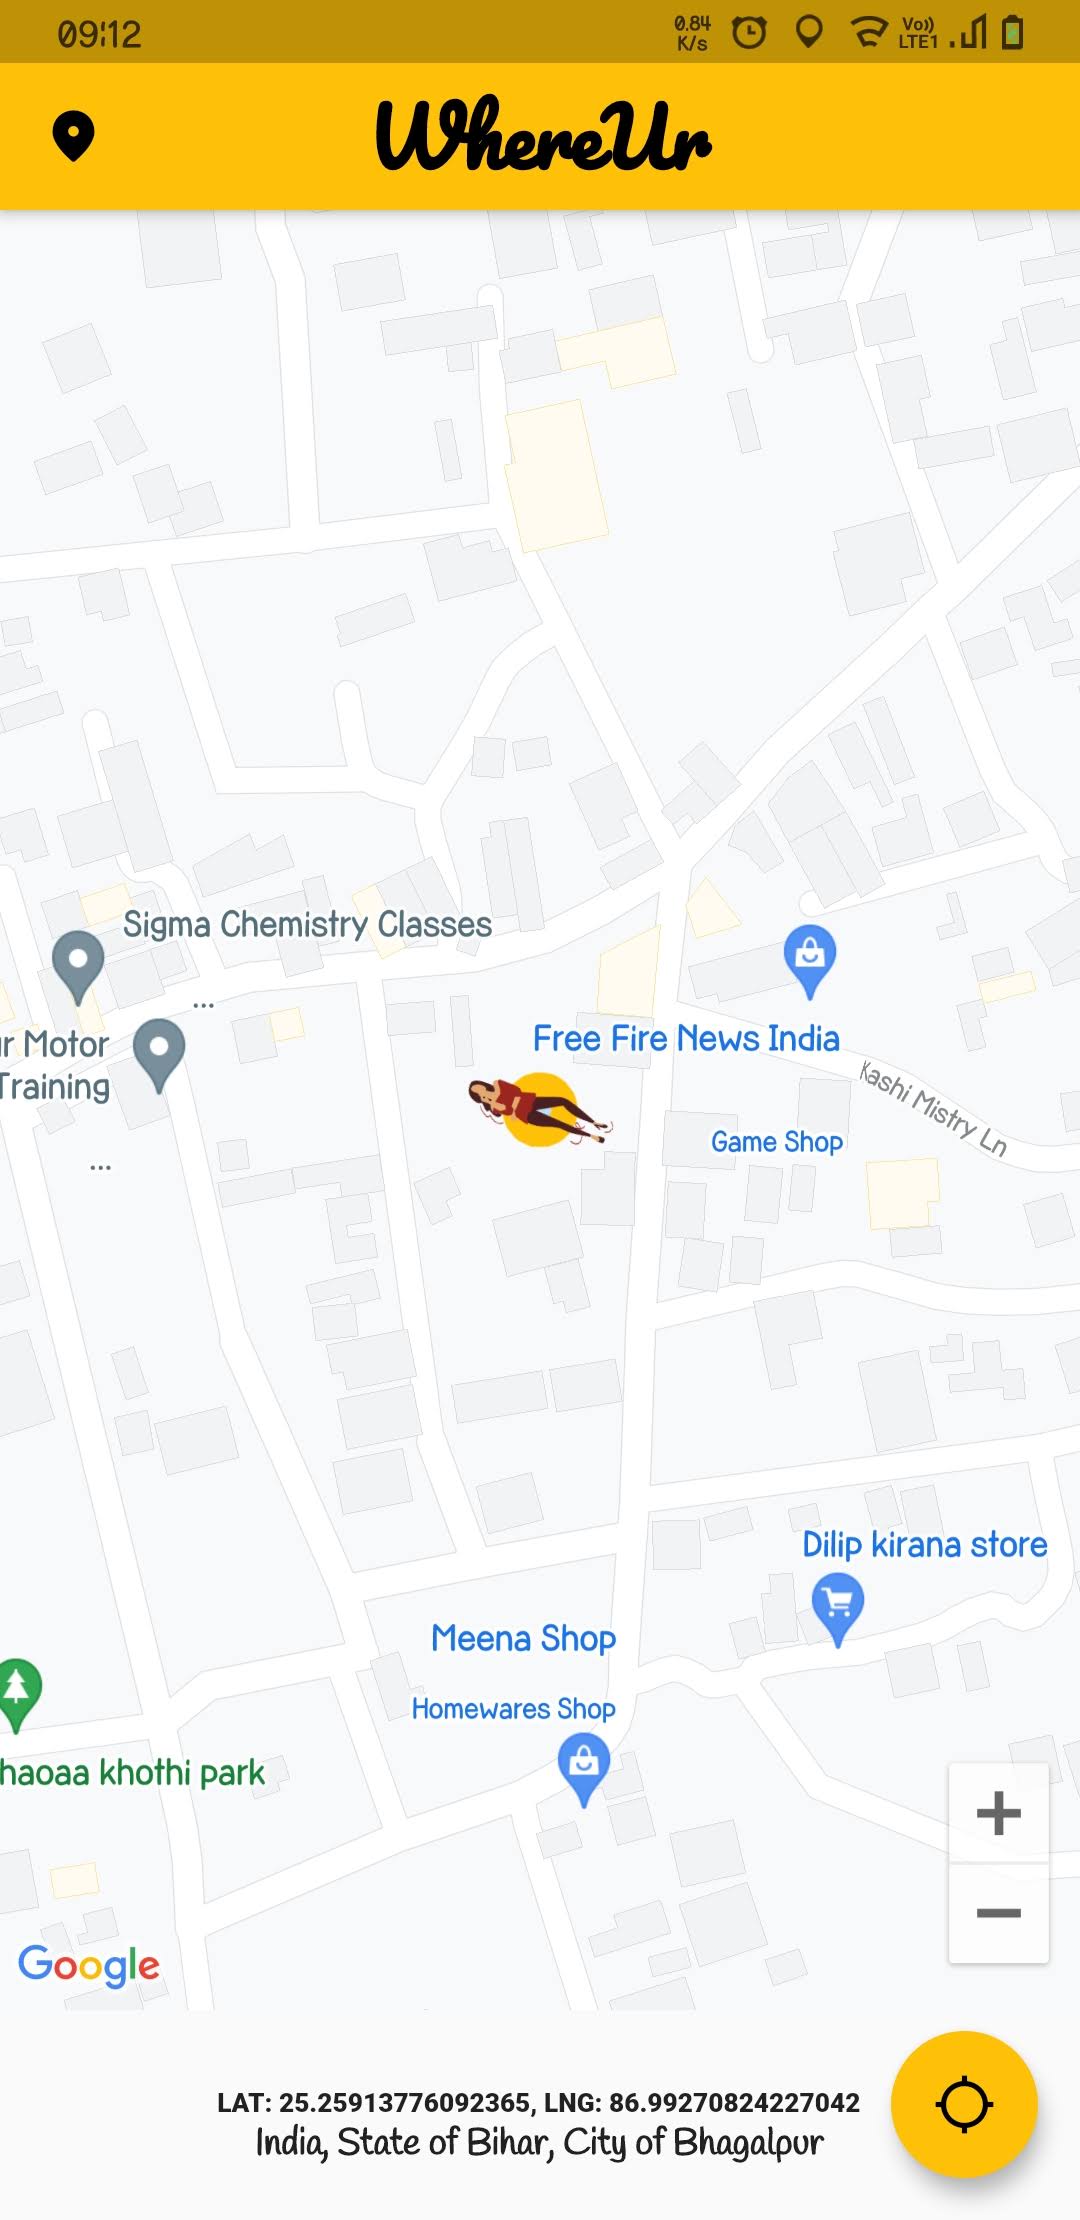 09:12
0.84
K/s
Vo))
LTE1
WhereUr
Sigma Chemistry Classes
...
Motor
Training
...
Free Fire News India
Kashi Mistry Ln
Game Shop
Dilip kirana store
Meena Shop
Homewares Shop
khothi park
+
−
Google
LAT: 25.25913776092365, LNG: 86.99270824227042
India, State of Bihar, City of Bhagalpur